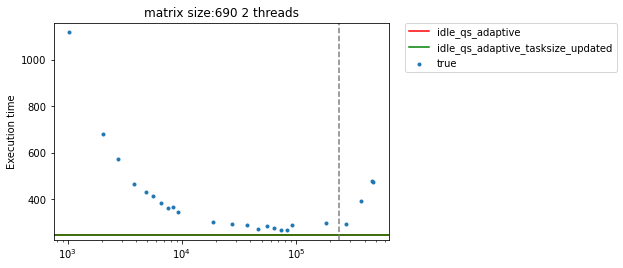 matrix size:690 2 threads
idle_qs_adaptive
idle_qs_adaptive_tasksize_updated
true
Execution time
1000
800
600
400
10³
10⁴
10⁵